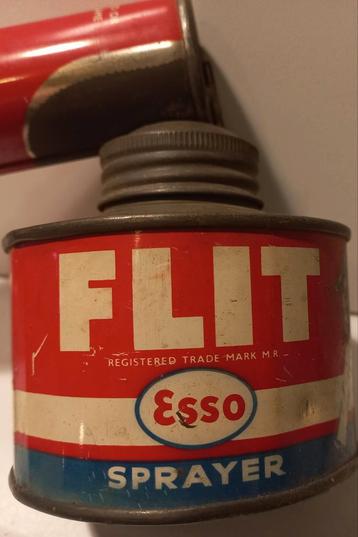 FLIT
REGISTERED TRADE MARK M.R.
Esso
SPRAYER